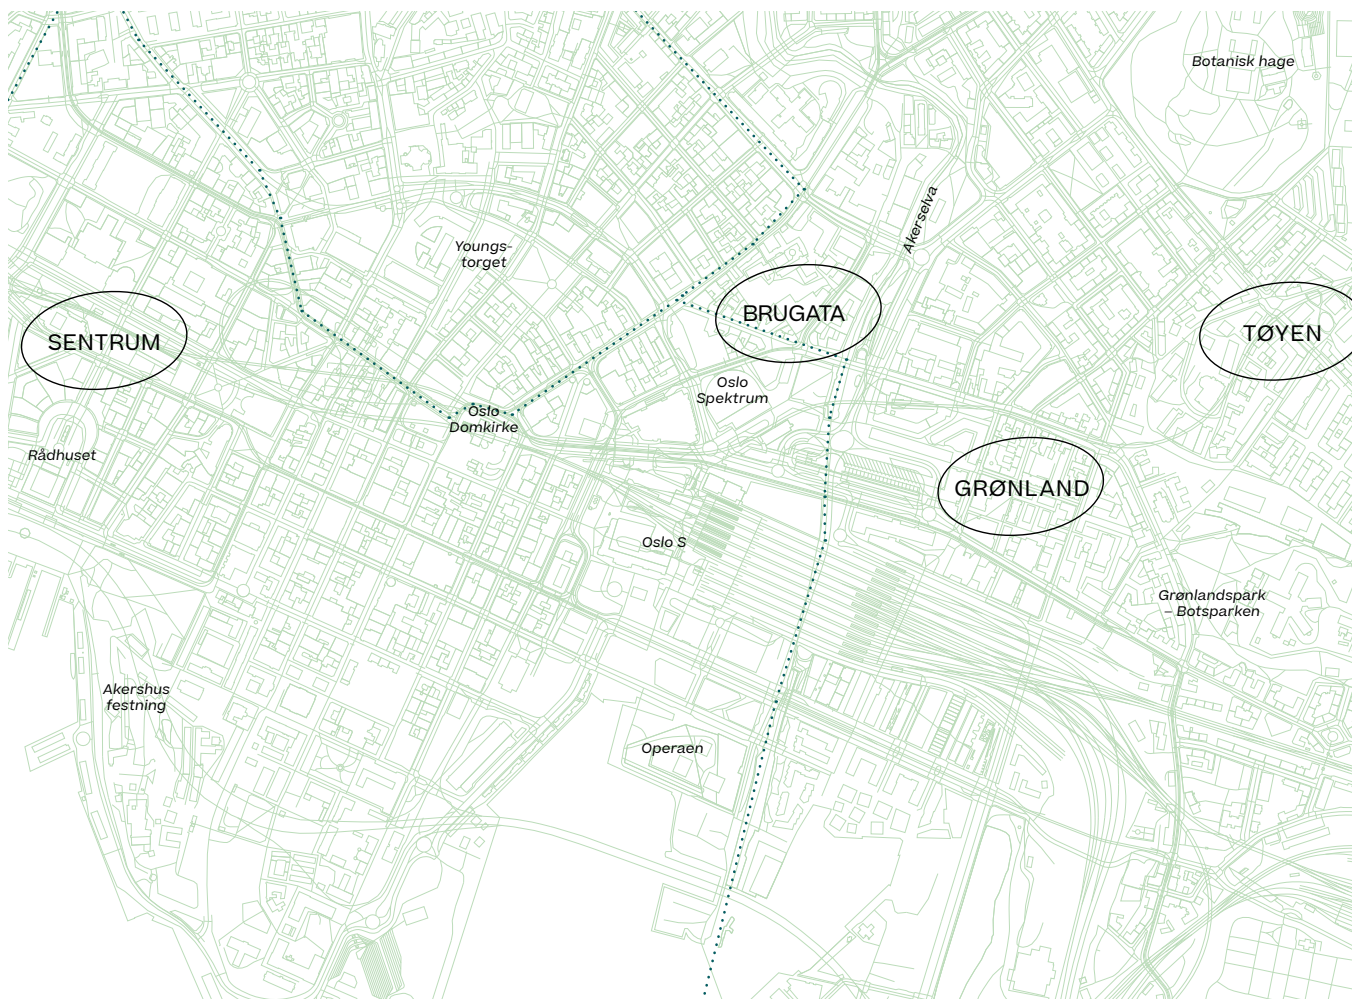 Botanisk hage
Akerselva
Youngs-
torget
BRUGATA
SENTRUM
TØYEN
Oslo
Spektrum
Oslo
Domkirke
Rådhuset
GRØNLAND
Oslo S
Grønlandspark
– Botsparken
Akershus
festning
Operaen